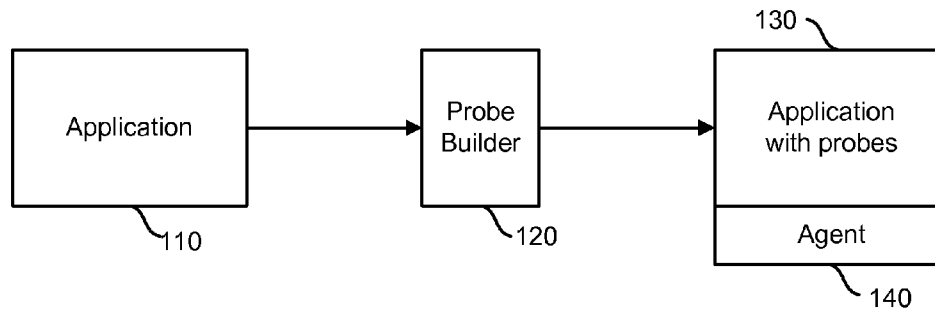 130
Application
Probe
Builder
Application
with probes
110
120
Agent
140